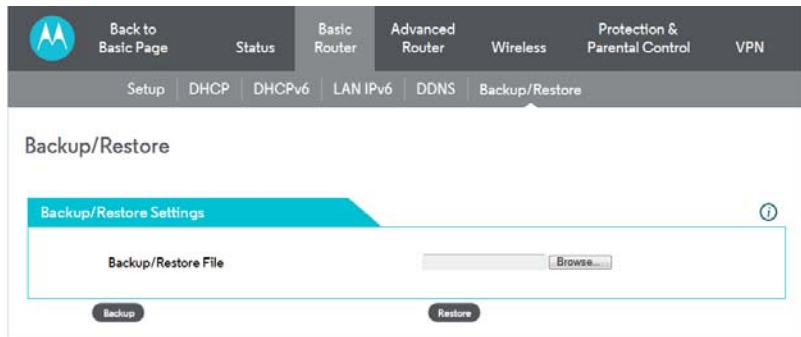 Back to Basic Page Status Basic Router Advanced Router Wireless Protection & Parental Control VPN
Setup DHCP DHCPv6 LAN IPv6 DDNS Backup/Restore
Backup/Restore
Backup/Restore Settings
Backup/Restore File Browse...
Backup Restore